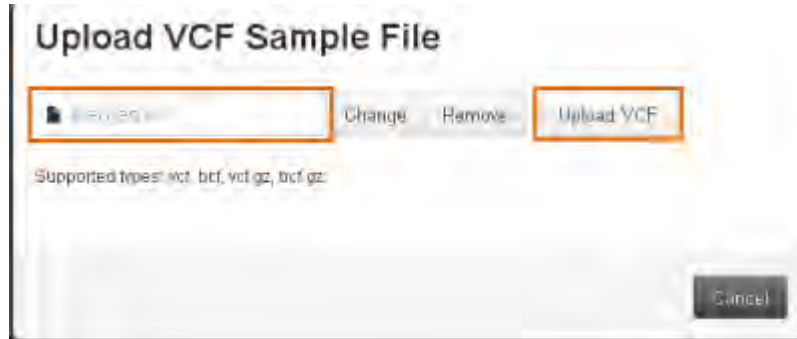 Upload VCF Sample File
Change Remove Upload VCF
Supported types: vcf, bcf, vcf.gz, bcf.gz
Cancel